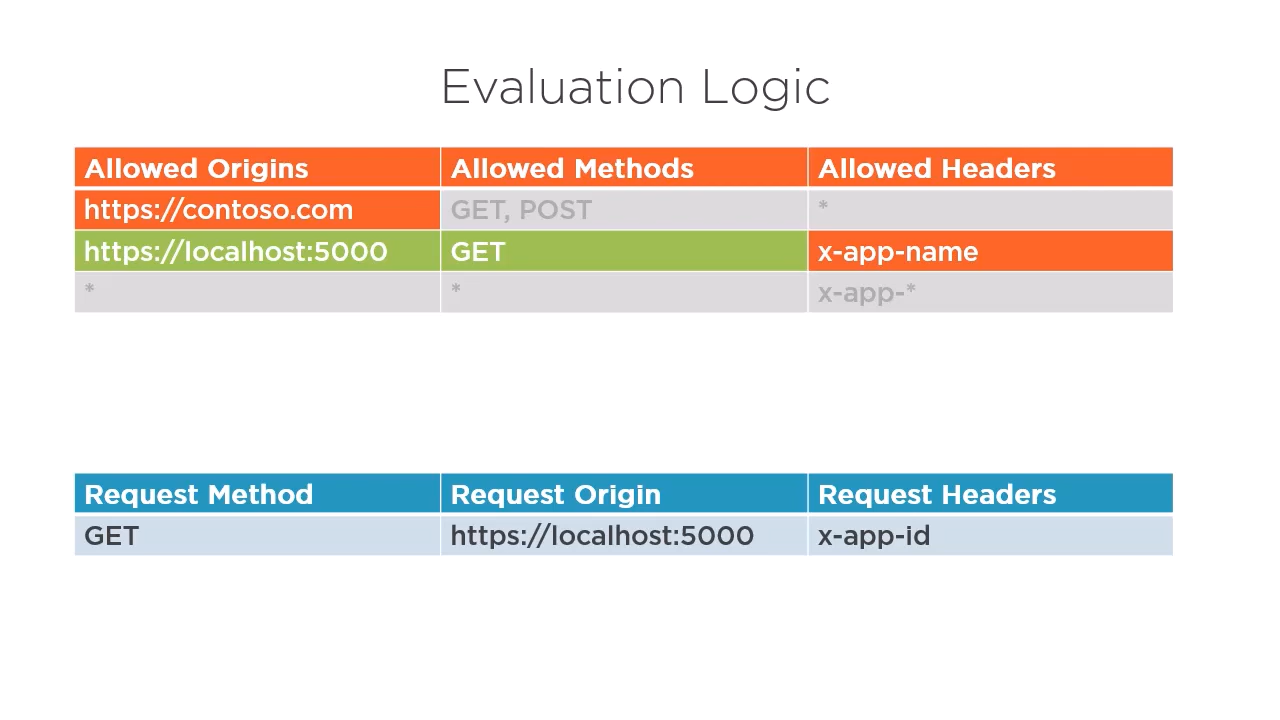 Evaluation Logic
Allowed Origins Allowed Methods Allowed Headers
https://contoso.com GET, POST *
https://localhost:5000 GET x-app-name
* * x-app-*
Request Method Request Origin Request Headers
GET https://localhost:5000 x-app-id